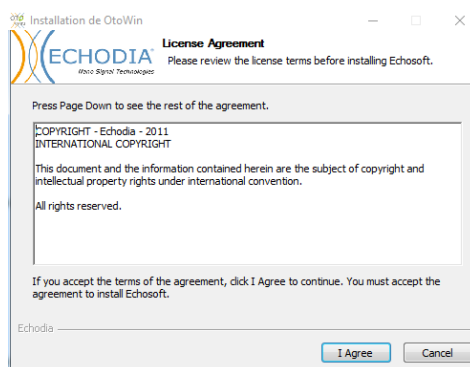 Installation de OtoWin
ECHODIA
License Agreement
Please review the license terms before installing Echosoft.
Press Page Down to see the rest of the agreement.
COPYRIGHT - Echodia - 2011
INTERNATIONAL COPYRIGHT
This document and the information contained herein are the subject of copyright and
intellectual property rights under international convention.
All rights reserved.
If you accept the terms of the agreement, click I Agree to continue. You must accept the
agreement to install Echosoft.
Echodia
I Agree
Cancel